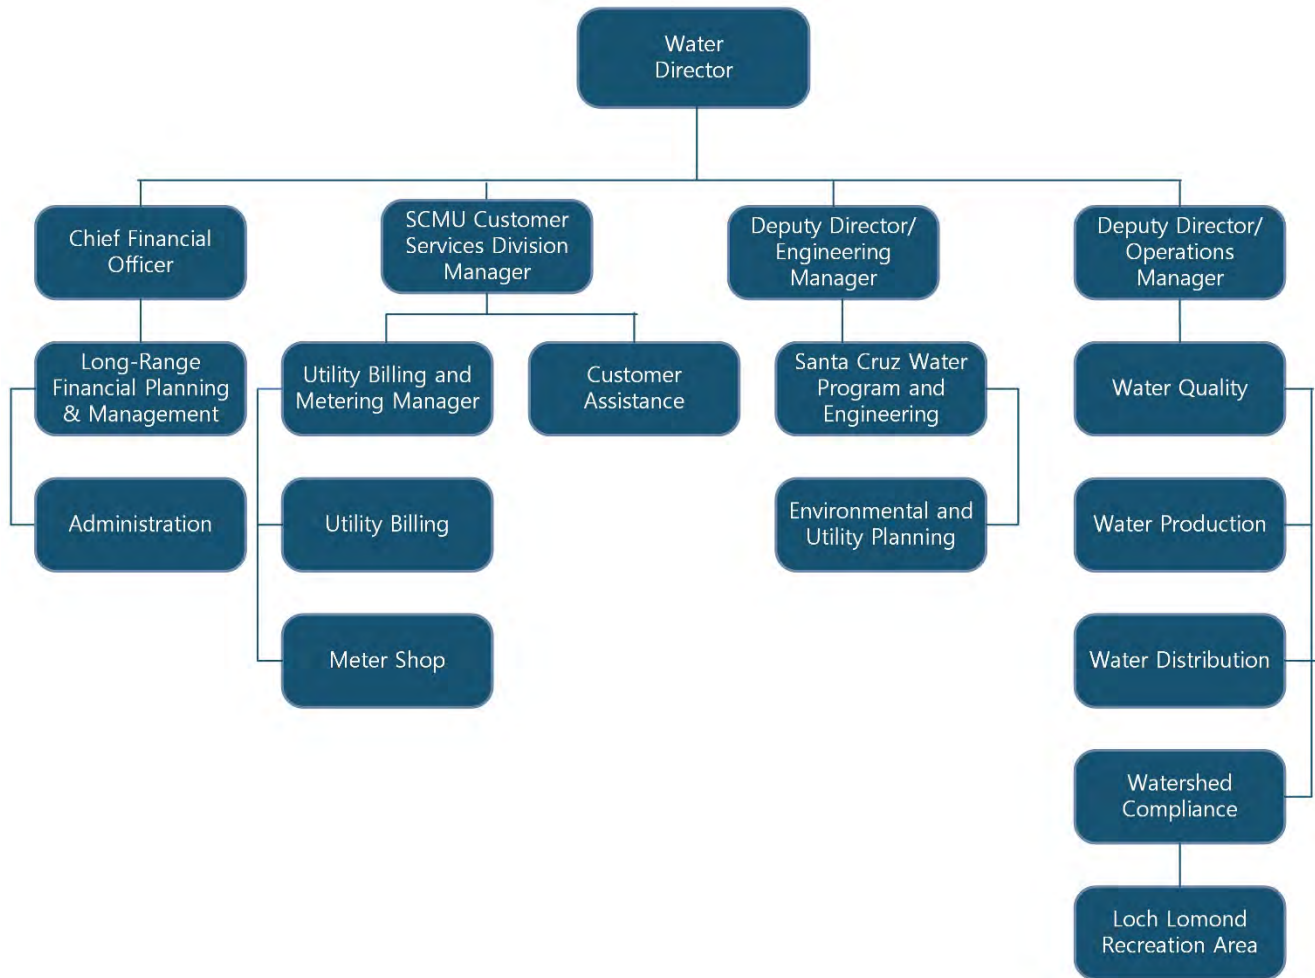 Water
Director
Chief Financial
Officer
SCMU Customer
Services Division
Manager
Deputy Director/
Engineering
Manager
Deputy Director/
Operations
Manager
Long-Range
Financial Planning
& Management
Utility Billing and
Metering Manager
Customer
Assistance
Santa Cruz Water
Program and
Engineering
Water Quality
Administration
Utility Billing
Environmental and
Utility Planning
Water Production
Meter Shop
Water Distribution
Watershed
Compliance
Loch Lomond
Recreation Area